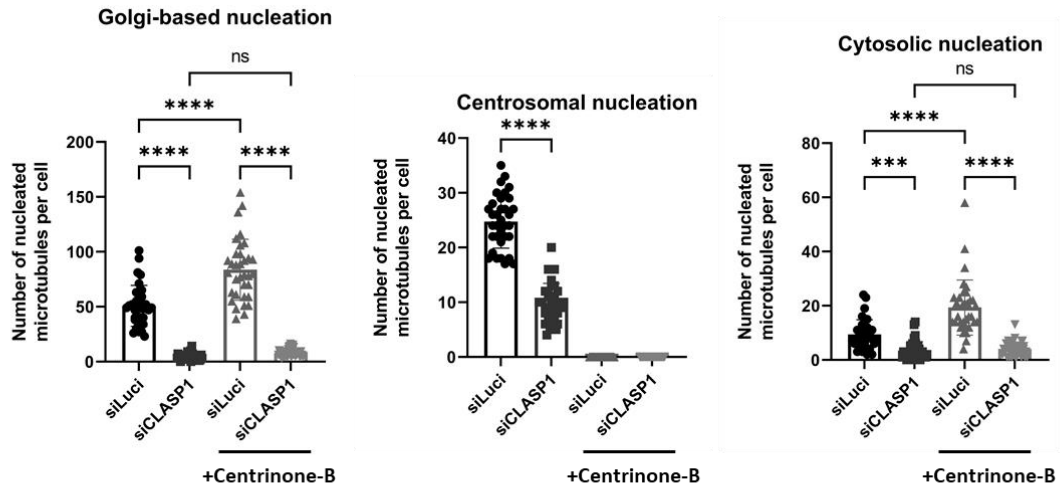 Golgi-based nucleation
ns
****
****
****
Number of nucleated
microtubules per cell
200
150
100
50
0
siLuci
siCLASP1
siLuci
siCLASP1
+Centrinone-B
Centrosomal nucleation
****
Number of nucleated
microtubules per cell
40
30
20
10
0
siLuci
siCLASP1
siLuci
siCLASP1
+Centrinone-B
Cytosolic nucleation
ns
****
***
****
Number of nucleated
microtubules per cell
80
60
40
20
0
siLuci
siCLASP1
siLuci
siCLASP1
+Centrinone-B